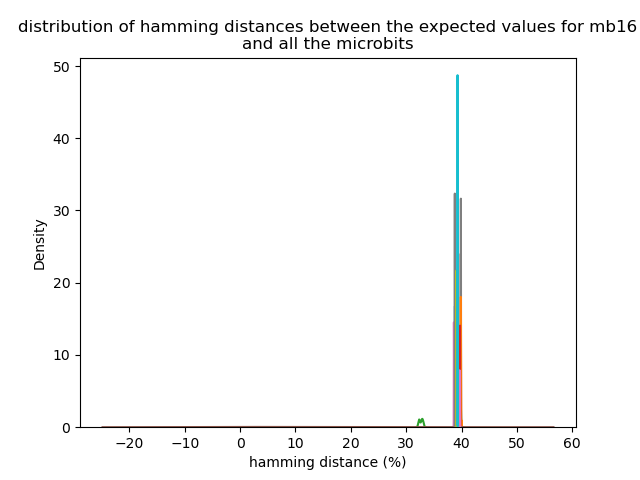 distribution of hamming distances between the expected values for mb16
and all the microbits
50
40
30
20
10
0
Density
−20 −10 0 10 20 30 40 50 60
hamming distance (%)